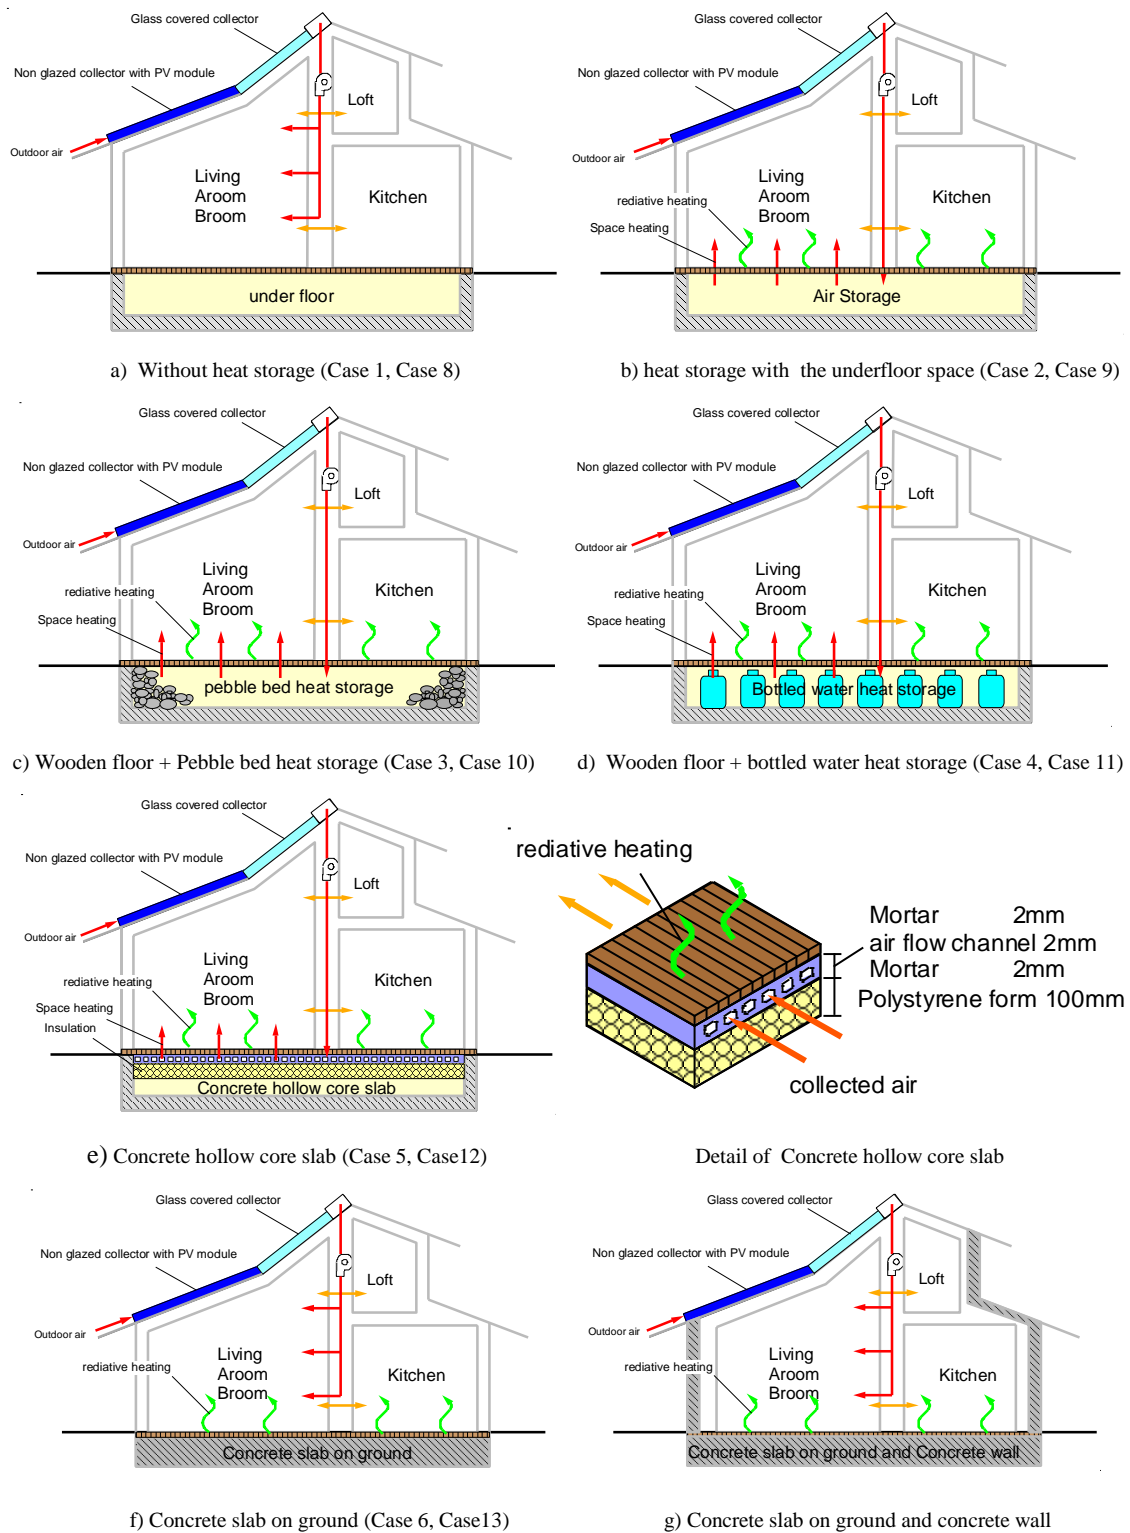 Glass covered collector
Non glazed collector with PV module
Loft
Outdoor air
Living
Aroom
Broom
Kitchen
under floor
a) Without heat storage (Case 1, Case 8)
Glass covered collector
Non glazed collector with PV module
Loft
Outdoor air
Living
Aroom
Broom
Kitchen
rediative heating
Space heating
Air Storage
b) heat storage with the underfloor space (Case 2, Case 9)
Glass covered collector
Non glazed collector with PV module
Loft
Outdoor air
Living
Aroom
Broom
Kitchen
rediative heating
Space heating
pebble bed heat storage
c) Wooden floor + Pebble bed heat storage (Case 3, Case 10)
Glass covered collector
Non glazed collector with PV module
Loft
Outdoor air
Living
Aroom
Broom
Kitchen
rediative heating
Space heating
Bottled water heat storage
d) Wooden floor + bottled water heat storage (Case 4, Case 11)
Glass covered collector
Non glazed collector with PV module
Loft
Outdoor air
Living
Aroom
Broom
Kitchen
rediative heating
Space heating
Insulation
Concrete hollow core slab
e) Concrete hollow core slab (Case 5, Case12)
rediative heating
Mortar 2mm
air flow channel 2mm
Mortar 2mm
Polystyrene form 100mm
collected air
Detail of Concrete hollow core slab
Glass covered collector
Non glazed collector with PV module
Loft
Outdoor air
Living
Aroom
Broom
Kitchen
rediative heating
Concrete slab on ground
f) Concrete slab on ground (Case 6, Case13)
Glass covered collector
Non glazed collector with PV module
Loft
Outdoor air
Living
Aroom
Broom
Kitchen
rediative heating
Concrete slab on ground and Concrete wall
g) Concrete slab on ground and concrete wall